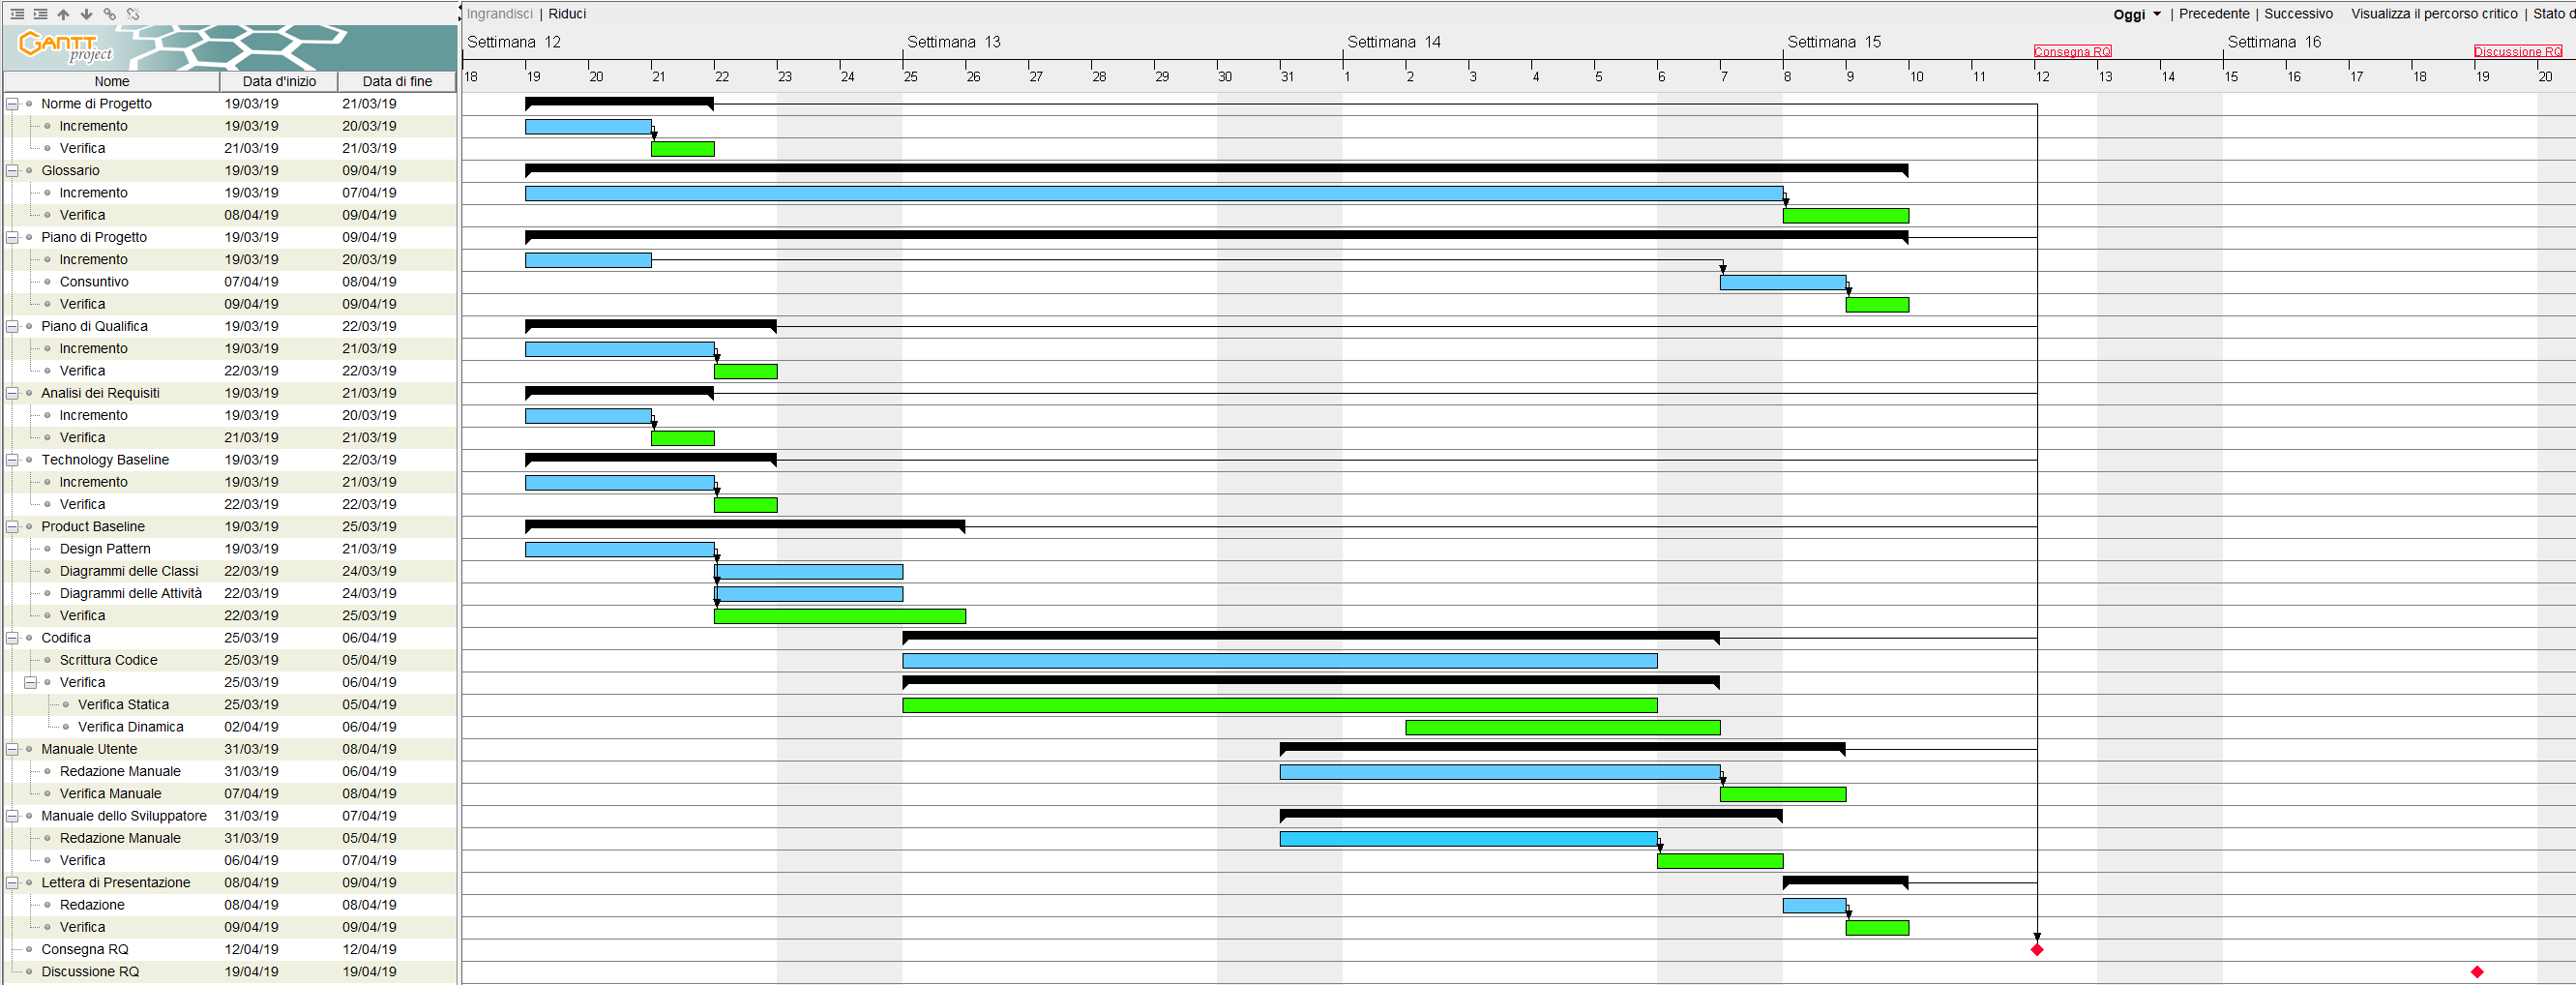 Ingrandisci | Riduci
Oggi | Precedente | Successivo Visualizza il percorso critico | Stato d
GANTT project
Settimana 12 Settimana 13 Settimana 14 Settimana 15 Consegna RQ Settimana 16 Discussione RQ
Nome Data d'inizio Data di fine
18 19 20 21 22 23 24 25 26 27 28 29 30 31 1 2 3 4 5 6 7 8 9 10 11 12 13 14 15 16 17 18 19 20
Norme di Progetto 19/03/19 21/03/19
Incremento 19/03/19 20/03/19
Verifica 21/03/19 21/03/19
Glossario 19/03/19 09/04/19
Incremento 19/03/19 07/04/19
Verifica 08/04/19 09/04/19
Piano di Progetto 19/03/19 09/04/19
Incremento 19/03/19 20/03/19
Consuntivo 07/04/19 08/04/19
Verifica 09/04/19 09/04/19
Piano di Qualifica 19/03/19 22/03/19
Incremento 19/03/19 21/03/19
Verifica 22/03/19 22/03/19
Analisi dei Requisiti 19/03/19 21/03/19
Incremento 19/03/19 20/03/19
Verifica 21/03/19 21/03/19
Technology Baseline 19/03/19 22/03/19
Incremento 19/03/19 21/03/19
Verifica 22/03/19 22/03/19
Product Baseline 19/03/19 25/03/19
Design Pattern 19/03/19 21/03/19
Diagrammi delle Classi 22/03/19 24/03/19
Diagrammi delle Attività 22/03/19 24/03/19
Verifica 22/03/19 25/03/19
Codifica 25/03/19 06/04/19
Scrittura Codice 25/03/19 05/04/19
Verifica 25/03/19 06/04/19
Verifica Statica 25/03/19 05/04/19
Verifica Dinamica 02/04/19 06/04/19
Manuale Utente 31/03/19 08/04/19
Redazione Manuale 31/03/19 06/04/19
Verifica Manuale 07/04/19 08/04/19
Manuale dello Sviluppatore 31/03/19 07/04/19
Redazione Manuale 31/03/19 05/04/19
Verifica 06/04/19 07/04/19
Lettera di Presentazione 08/04/19 09/04/19
Redazione 08/04/19 08/04/19
Verifica 09/04/19 09/04/19
Consegna RQ 12/04/19 12/04/19
Discussione RQ 19/04/19 19/04/19